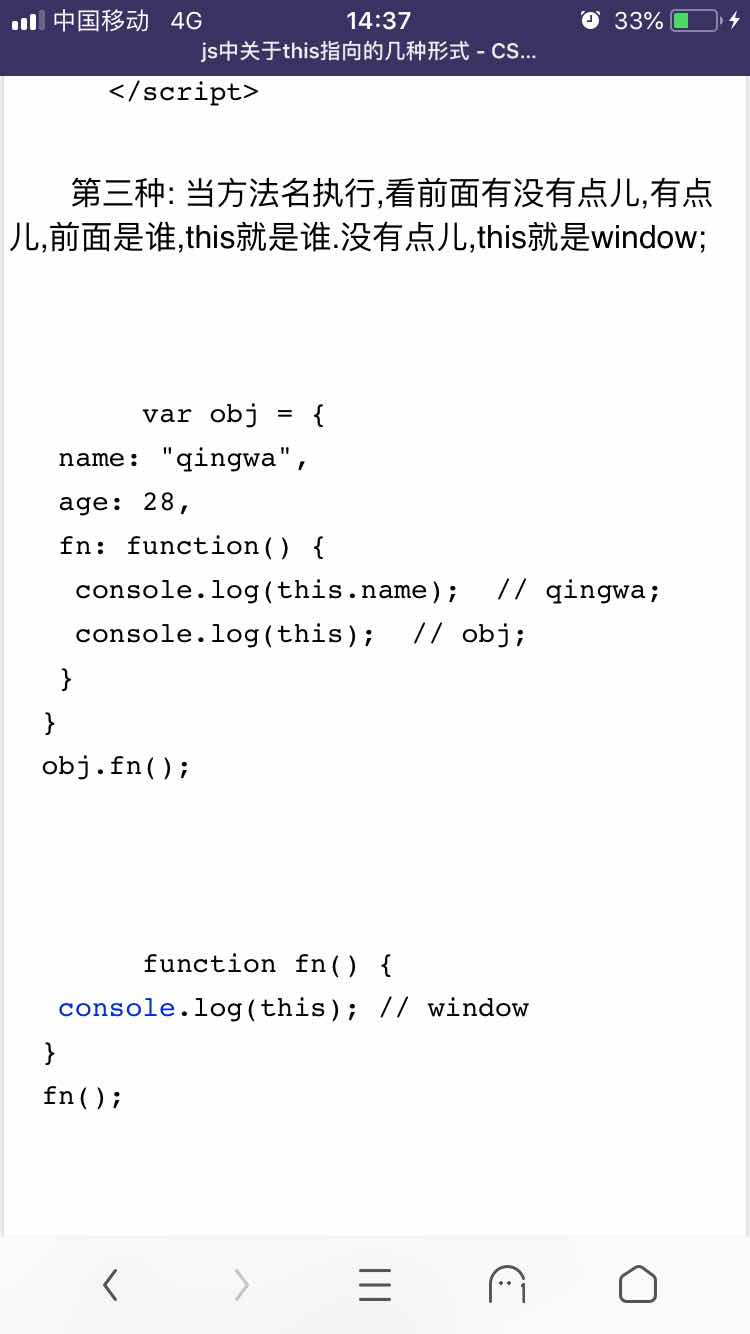 中国移动 4G 14:37 33%
js中关于this指向的几种形式 - CS...
</script>
第三种: 当方法名执行,看前面有没有点儿,有点
儿,前面是谁,this就是谁.没有点儿,this就是window;
var obj = {
name: "qingwa",
age: 28,
fn: function() {
console.log(this.name);  // qingwa;
console.log(this);  // obj;
}
}
obj.fn();
function fn() {
console.log(this); // window
}
fn();